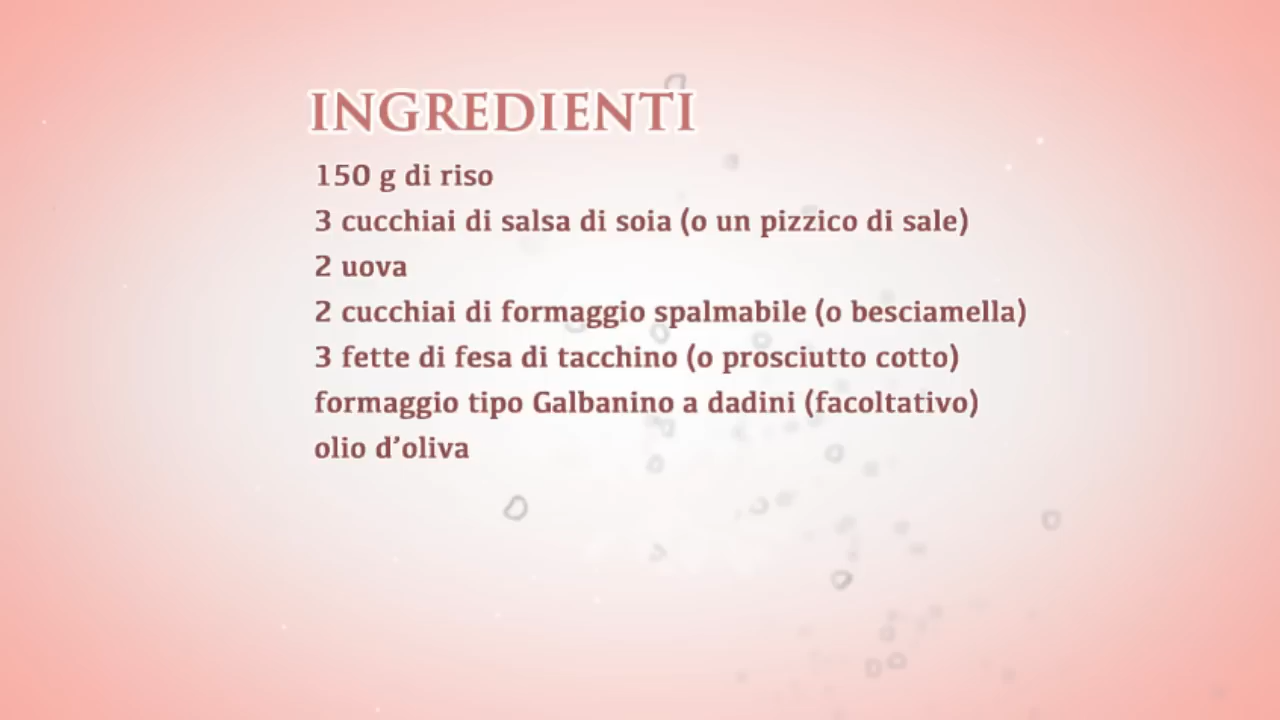 INGREDIENTI
150 g di riso
3 cucchiai di salsa di soia (o un pizzico di sale)
2 uova
2 cucchiai di formaggio spalmabile (o besciamella)
3 fette di fesa di tacchino (o prosciutto cotto)
formaggio tipo Galbanino a dadini (facoltativo)
olio d’oliva